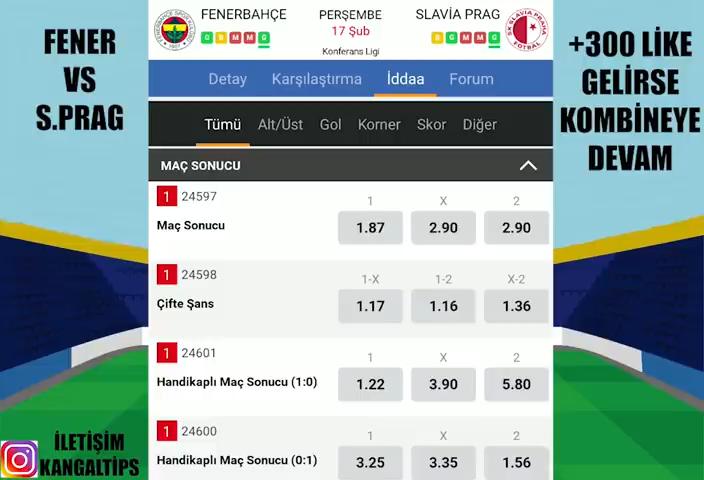 FENER
VS
S.PRAG
FENERBAHÇE
G B M M G
PERŞEMBE
17 Şub
Konferans Ligi
SLAVİA PRAG
B G M M G
+300 LİKE
GELİRSE
KOMBİNEYE
DEVAM
Detay Karşılaştırma İddaa Forum
Tümü Alt/Üst Gol Korner Skor Diğer
MAÇ SONUCU
1 24597
Maç Sonucu
1 X 2
1.87 2.90 2.90
1 24598
Çifte Şans
1-X 1-2 X-2
1.17 1.16 1.36
1 24601
Handikaplı Maç Sonucu (1:0)
1 X 2
1.22 3.90 5.80
1 24600
Handikaplı Maç Sonucu (0:1)
1 X 2
3.25 3.35 1.56
İLETİŞİM
KANGALTİPS